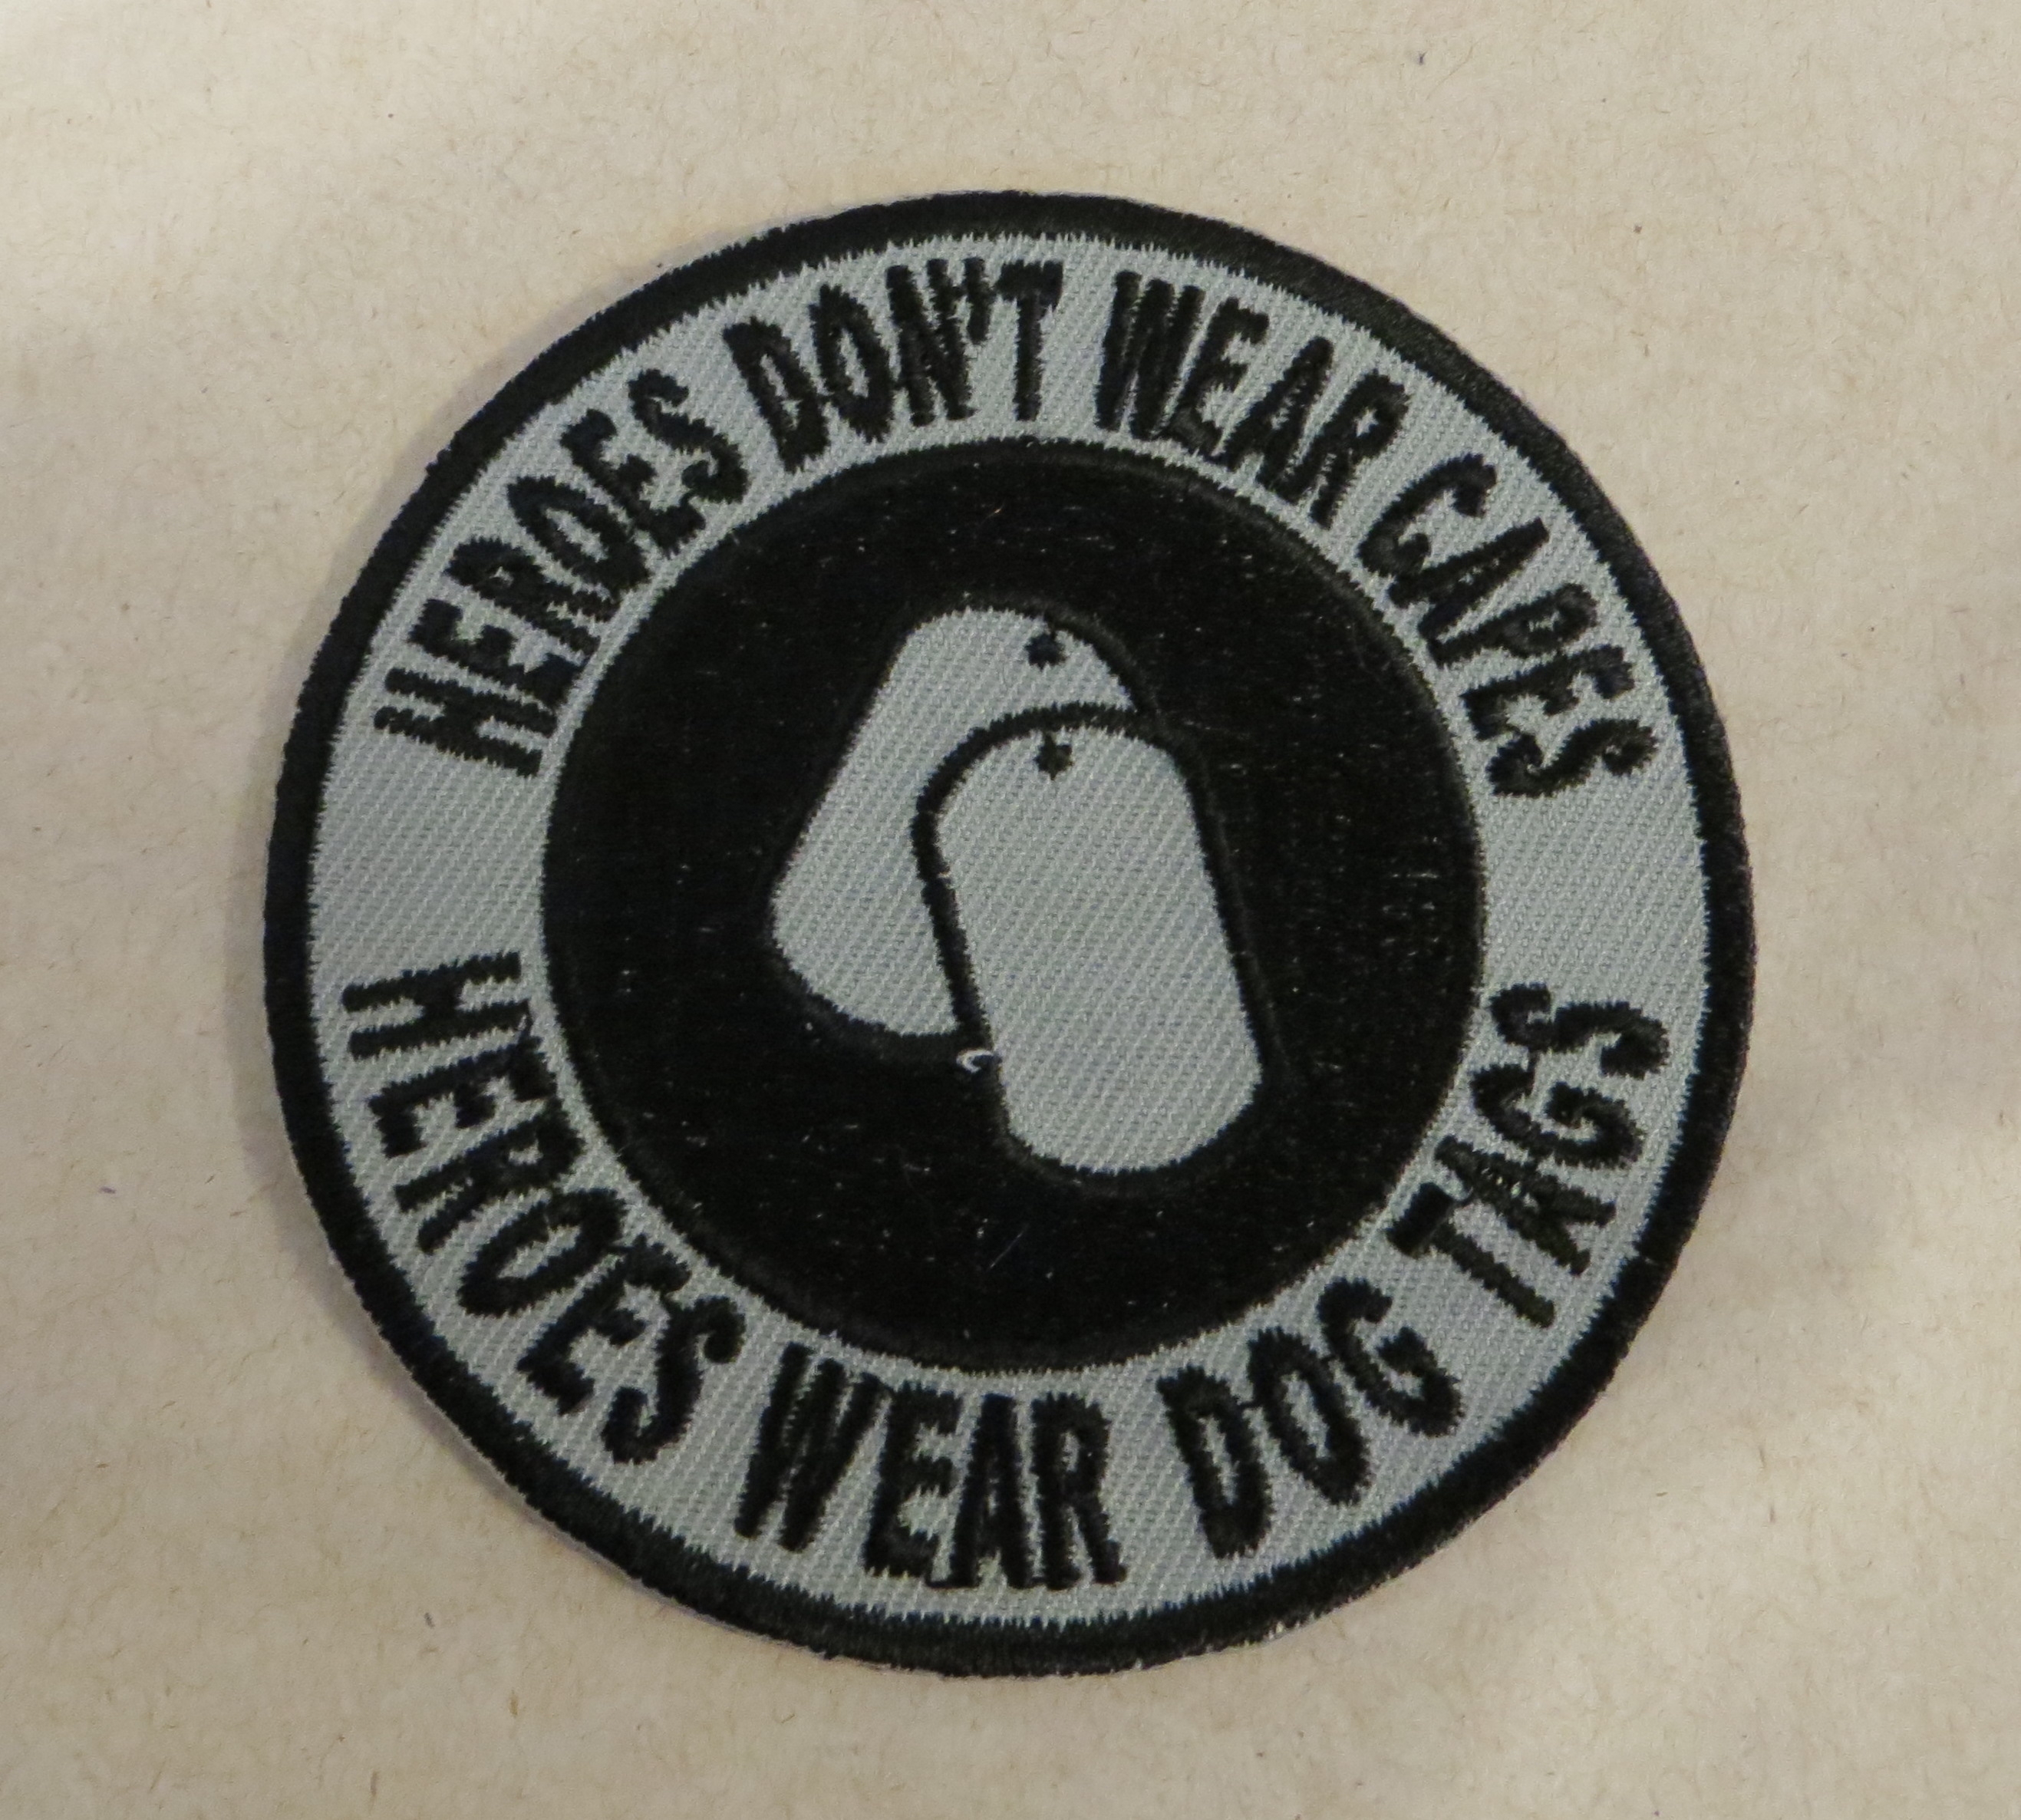 HEROES DON'T WEAR CAPES
HEROES WEAR DOG TAGS